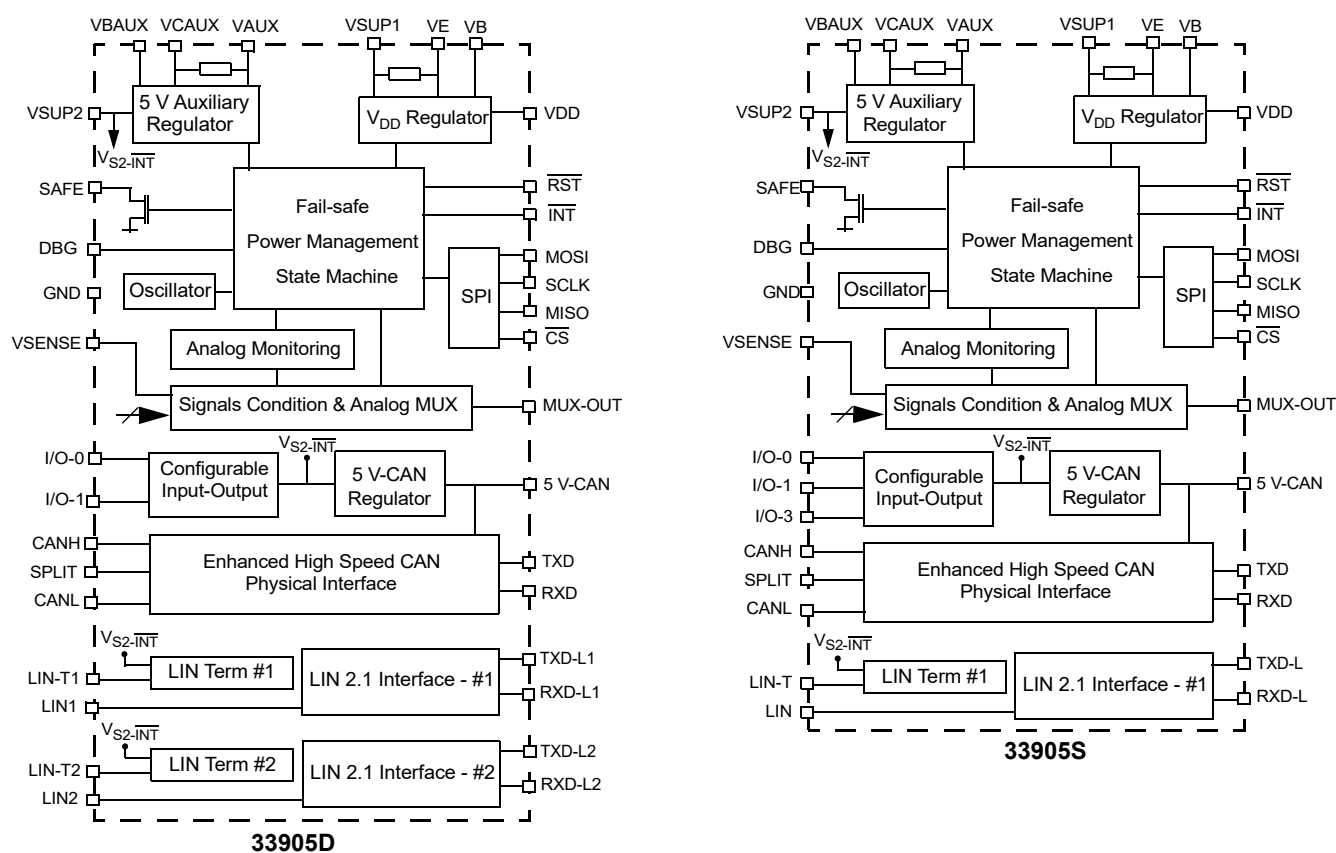 VBAUX VCAUX VAUX VSUP1 VE VB
5 V Auxiliary
Regulator
VDD Regulator
VSUP2
VDD
VS2-INT
SAFE
RST
INT
Fail-safe
Power Management
State Machine
DBG
MOSI
SCLK
MISO
CS
SPI
GND
Oscillator
VSENSE
Analog Monitoring
Signals Condition & Analog MUX
MUX-OUT
VS2-INT
I/O-0
I/O-1
Configurable
Input-Output
5 V-CAN
Regulator
5 V-CAN
CANH
SPLIT
CANL
Enhanced High Speed CAN
Physical Interface
TXD
RXD
VS2-INT
LIN Term #1
LIN-T1
LIN1
LIN 2.1 Interface - #1
TXD-L1
RXD-L1
VS2-INT
LIN Term #2
LIN-T2
LIN2
LIN 2.1 Interface - #2
TXD-L2
RXD-L2
33905D
VBAUX VCAUX VAUX VSUP1 VE VB
5 V Auxiliary
Regulator
VDD Regulator
VSUP2
VDD
VS2-INT
SAFE
RST
INT
Fail-safe
Power Management
State Machine
DBG
MOSI
SCLK
MISO
CS
SPI
GND
Oscillator
VSENSE
Analog Monitoring
Signals Condition & Analog MUX
MUX-OUT
VS2-INT
I/O-0
I/O-1
I/O-3
Configurable
Input-Output
5 V-CAN
Regulator
5 V-CAN
CANH
SPLIT
CANL
Enhanced High Speed CAN
Physical Interface
TXD
RXD
VS2-INT
LIN Term #1
LIN-T
LIN
LIN 2.1 Interface - #1
TXD-L
RXD-L
33905S